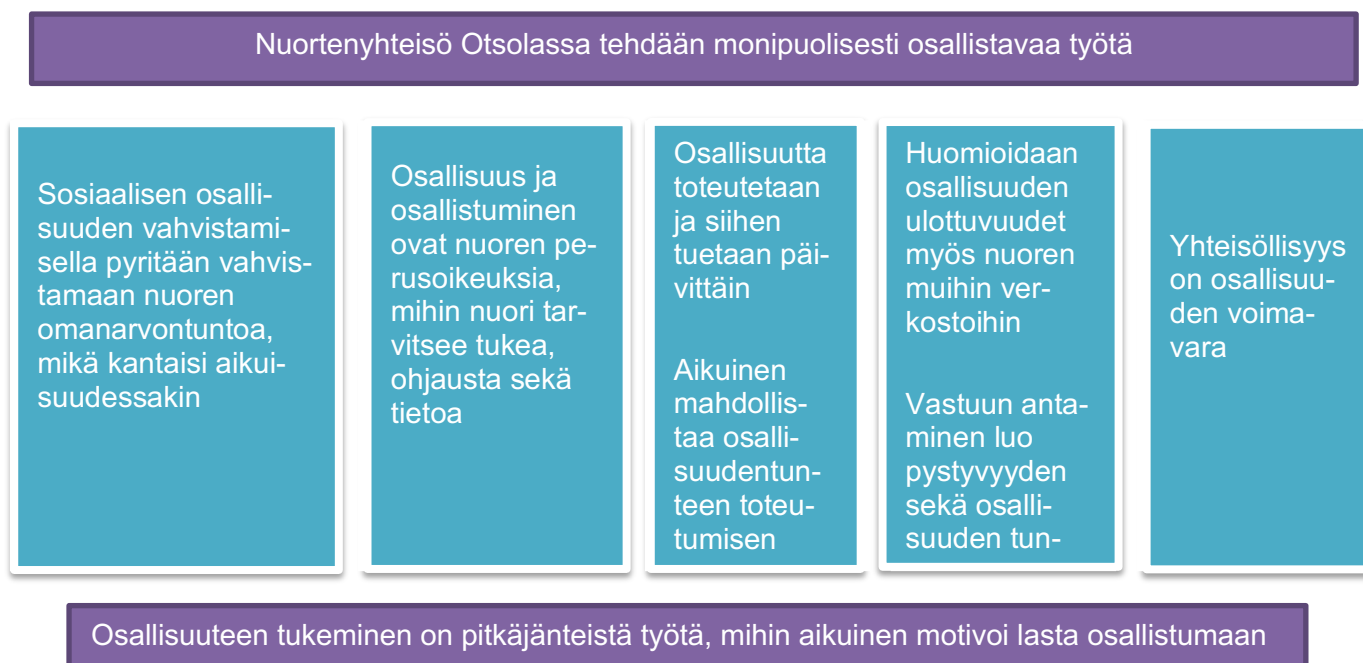 Nuortenyhteisö Otsolassa tehdään monipuolisesti osallistavaa työtä
Sosiaalisen osalli-
suuden vahvistami-
sella pyritään vahvis-
tamaan nuoren
omanarvontuntoa,
mikä kantaisi aikui-
suudessakin
Osallisuus ja
osallistuminen
ovat nuoren pe-
rusoikeuksia,
mihin nuori tar-
vitsee tukea,
ohjausta sekä
tietoa
Osallisuutta
toteutetaan
ja siihen
tuetaan päi-
vittäin
Aikuinen
mahdollis-
taa osalli-
suudentun-
teen toteu-
tumisen
Huomioidaan
osallisuuden
ulottuvuudet
myös nuoren
muihin ver-
kostoihin
Vastuun anta-
minen luo
pystyvyyden
sekä osalli-
suuden tun-
Yhteisöllisyys
on osallisuu-
den voima-
vara
Osallisuuteen tukeminen on pitkäjänteistä työtä, mihin aikuinen motivoi lasta osallistumaan